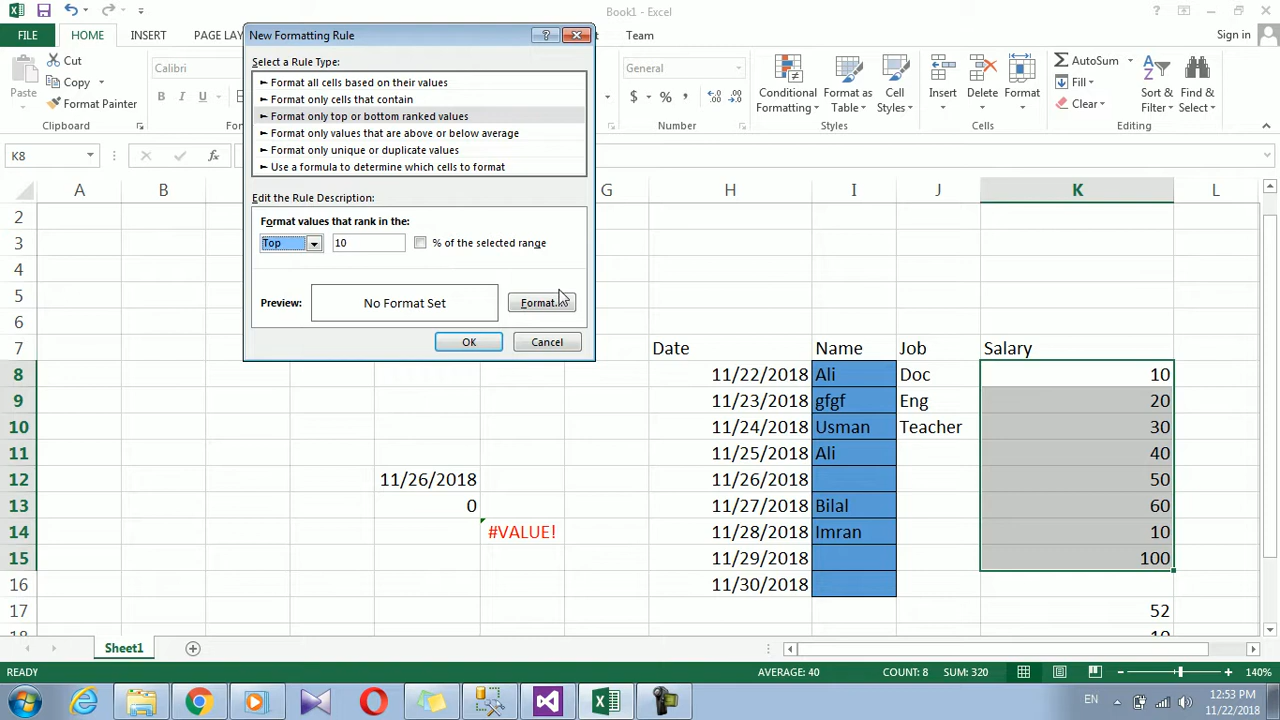 Book1 - Excel
FILE HOME INSERT PAGE LAY Team Sign in
Cut
Copy
Format Painter
Paste
Clipboard
Calibri
B I U
General
$ % ,
Number
Conditional Formatting
Format as Table
Cell Styles
Styles
Insert Delete Format
Cells
AutoSum
Fill
Clear
Sort & Filter
Find & Select
Editing
New Formatting Rule
Select a Rule Type:
► Format all cells based on their values
► Format only cells that contain
► Format only top or bottom ranked values
► Format only values that are above or below average
► Format only unique or duplicate values
► Use a formula to determine which cells to format
Edit the Rule Description:
Format values that rank in the:
Top 10 % of the selected range
Preview: No Format Set Format...
OK Cancel
K8 fx
A B G H I J K L
2
3
4
5
6
7 Date Name Job Salary
8 11/22/2018 Ali Doc 10
9 11/23/2018 gfgf Eng 20
10 11/24/2018 Usman Teacher 30
11 11/25/2018 Ali 40
12 11/26/2018 11/26/2018 50
13 0 11/27/2018 Bilal 60
14 #VALUE! 11/28/2018 Imran 10
15 11/29/2018 100
16 11/30/2018
17 52
18 10
Sheet1
READY AVERAGE: 40 COUNT: 8 SUM: 320 140%
EN 12:53 PM
11/22/2018